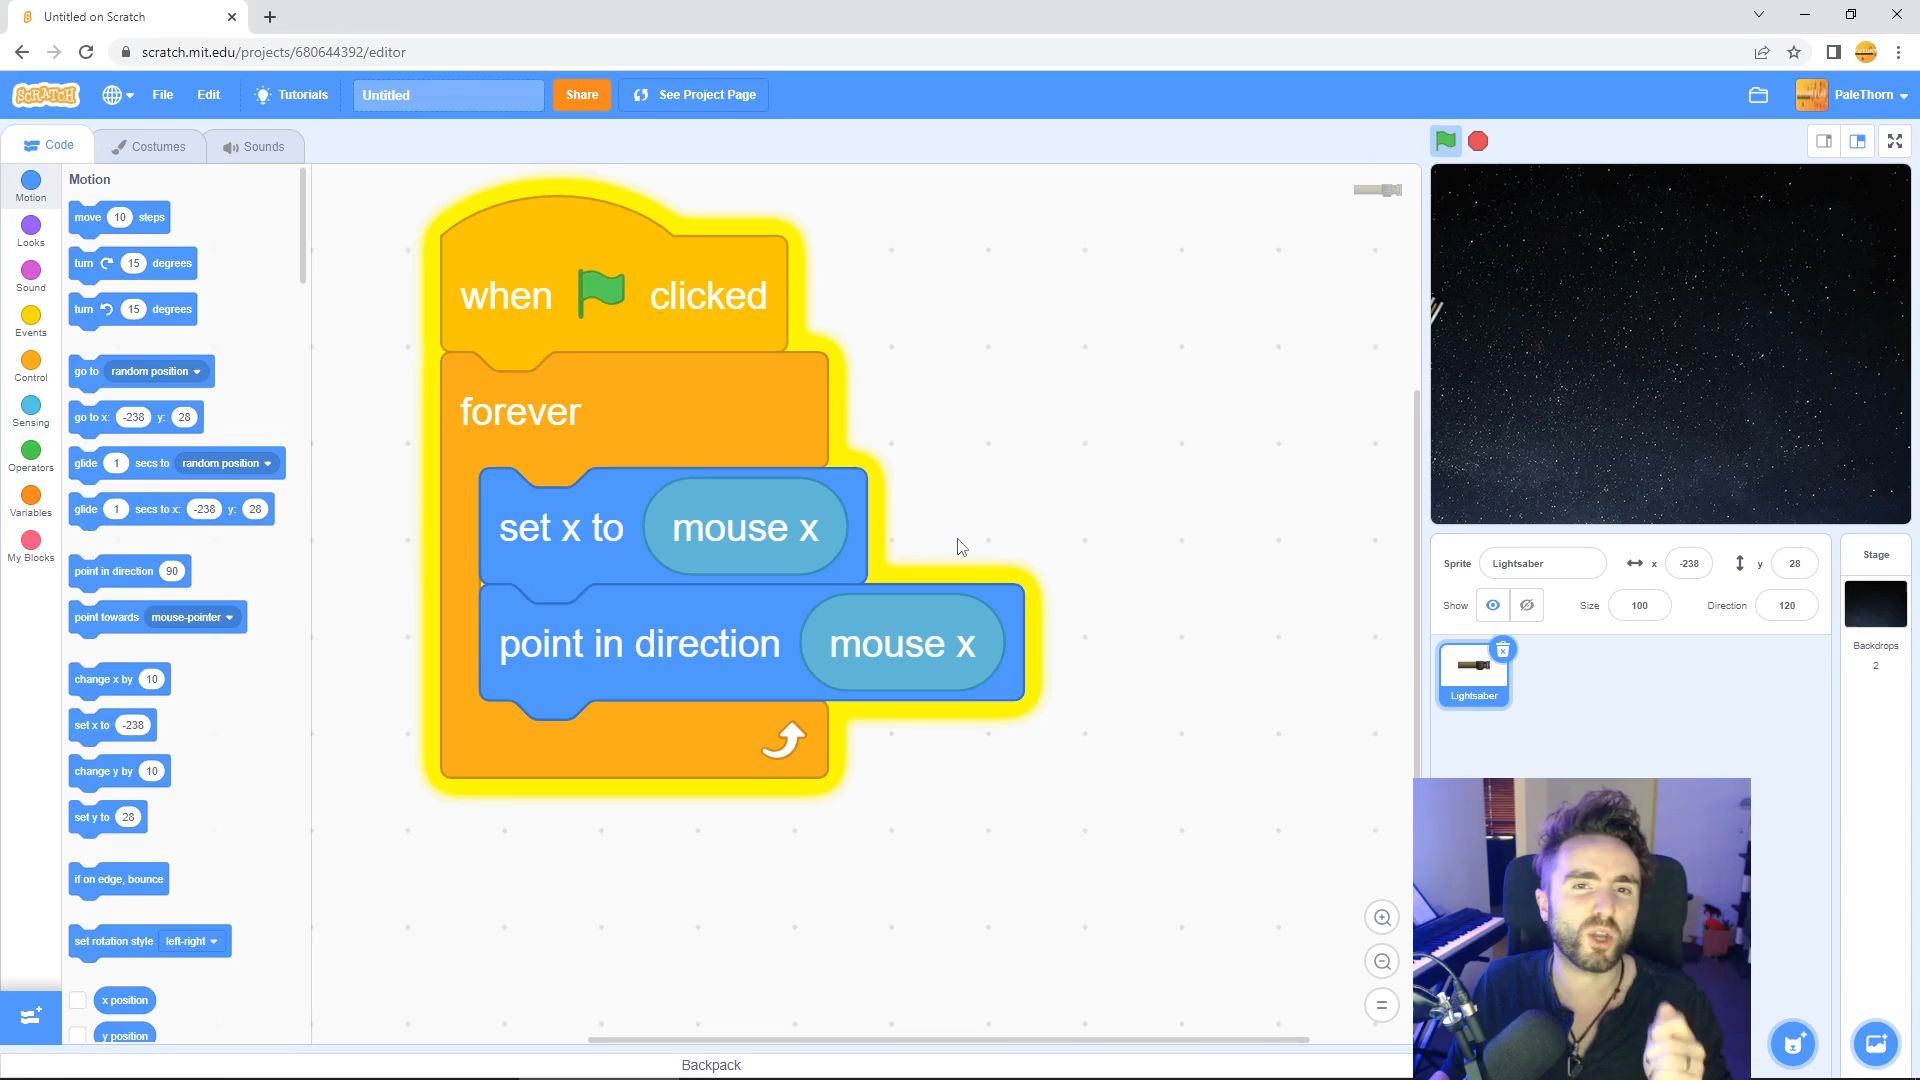 Untitled on Scratch
scratch.mit.edu/projects/680644392/editor
SCRATCH
File
Edit
Tutorials
Untitled
Share
See Project Page
PaleThorn
Code
Costumes
Sounds
Motion
Looks
Sound
Events
Control
Sensing
Operators
Variables
My Blocks
Motion
move 10 steps
turn 15 degrees
turn 15 degrees
go to random position
go to x: -238 y: 28
glide 1 secs to random position
glide 1 secs to x: -238 y: 28
point in direction 90
point towards mouse-pointer
change x by 10
set x to -238
change y by 10
set y to 28
if on edge, bounce
set rotation style left-right
x position
y position
when clicked
forever
set x to mouse x
point in direction mouse x
Backpack
Sprite Lightsaber x -238 y 28
Show Size 100 Direction 120
Lightsaber
Stage
Backdrops
2